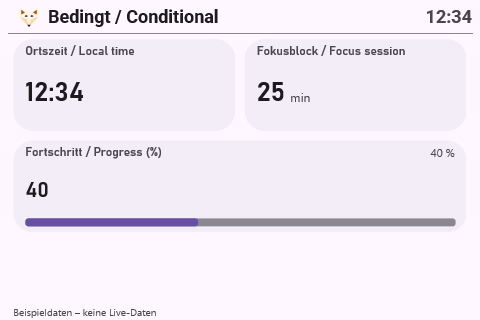 Bedingt / Conditional 12:34
Ortszeit / Local time
12:34
Fokusblock / Focus session
25 min
Fortschritt / Progress (%) 40 %
40
Beispieldaten – keine Live-Daten